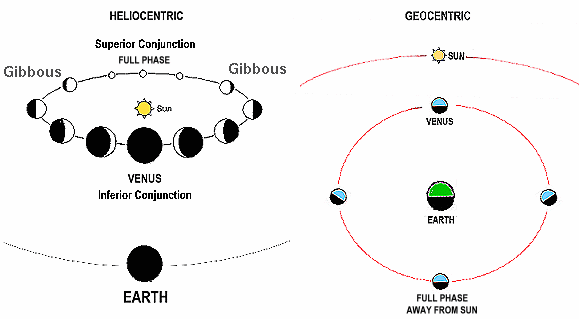 HELIOCENTRIC
Superior Conjunction
FULL PHASE
Gibbous
Gibbous
Sun
VENUS
Inferior Conjunction
EARTH
GEOCENTRIC
SUN
VENUS
EARTH
FULL PHASE
AWAY FROM SUN